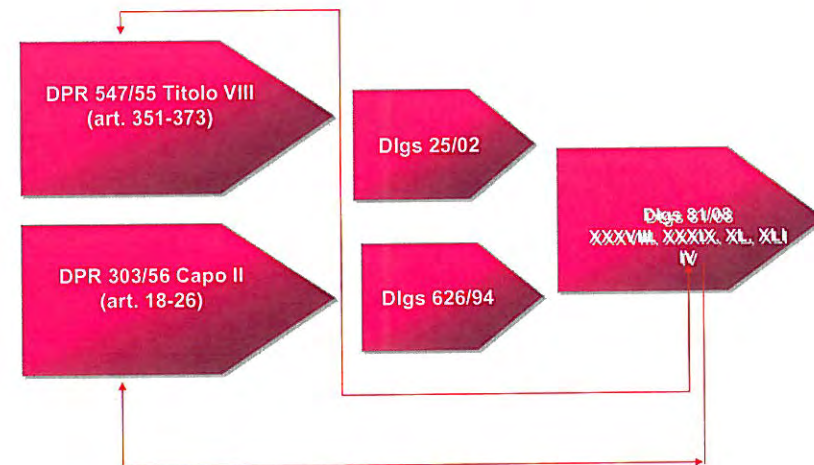 DPR 547/55 Titolo VIII
(art. 351-373)
Dlgs 25/02
DPR 303/56 Capo II
(art. 18-26)
Dlgs 626/94
Dlgs 81/08
XXXVIII, XXXIX, XL, XLI
IV